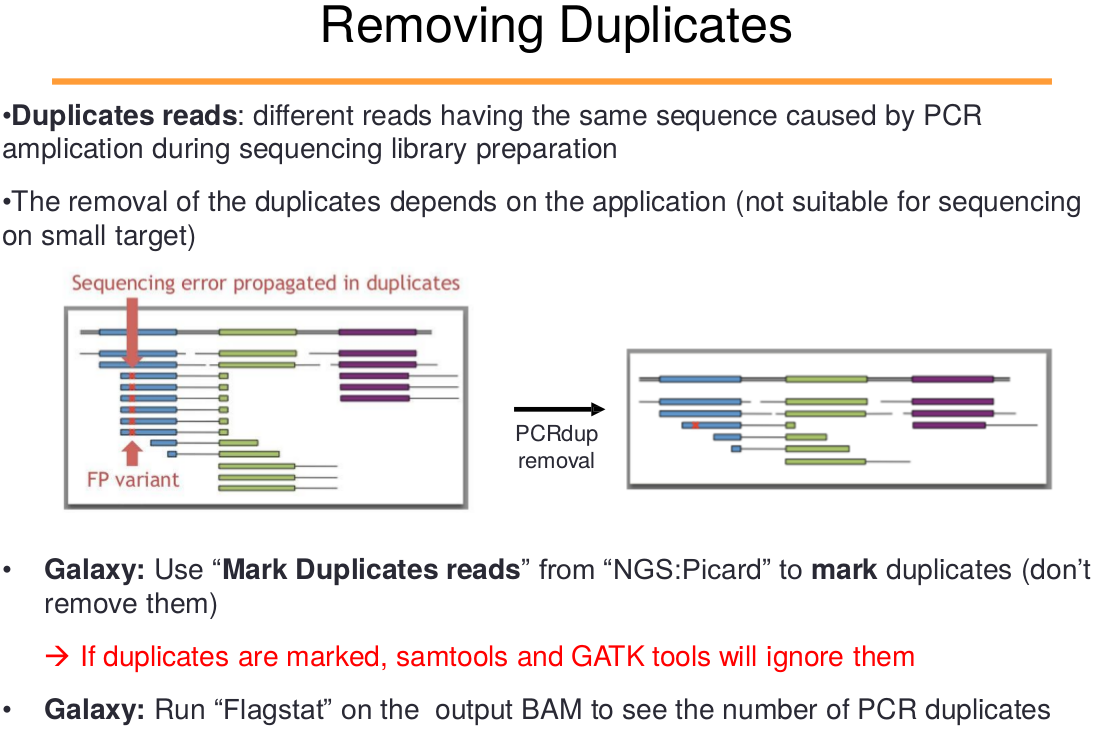 Removing Duplicates
•Duplicates reads: different reads having the same sequence caused by PCR
amplication during sequencing library preparation
•The removal of the duplicates depends on the application (not suitable for sequencing
on small target)
Sequencing error propagated in duplicates
FP variant
PCRdup
removal
• Galaxy: Use “Mark Duplicates reads” from “NGS:Picard” to mark duplicates (don’t
remove them)
→ If duplicates are marked, samtools and GATK tools will ignore them
• Galaxy: Run “Flagstat” on the output BAM to see the number of PCR duplicates